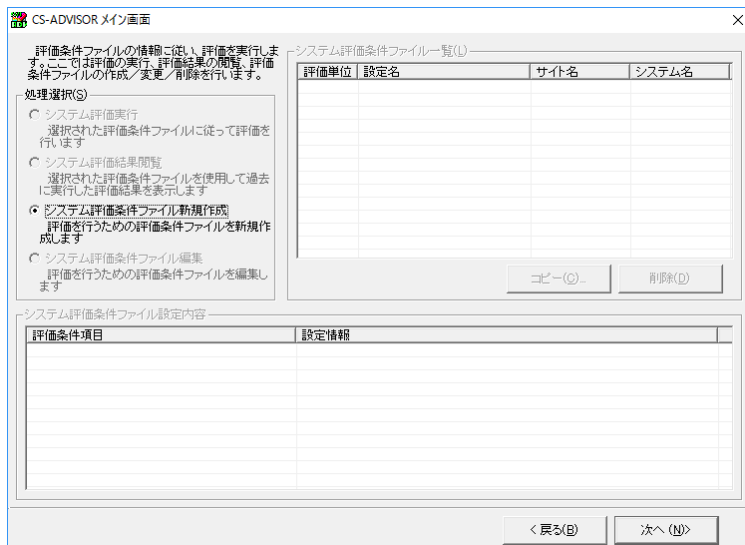 CS-ADVISOR メイン画面
評価条件ファイルの情報に従い、評価を実行しま
す。ここでは評価の実行、評価結果の閲覧、評価
条件ファイルの作成／変更／削除を行います。
処理選択(S)
システム評価実行
選択された評価条件ファイルに従って評価を
行います
システム評価結果閲覧
選択された評価条件ファイルを使用して過去
に実行した評価結果を表示します
システム評価条件ファイル新規作成
評価を行うための評価条件ファイルを新規作
成します
システム評価条件ファイル編集
評価を行うための評価条件ファイルを編集し
ます
システム評価条件ファイル一覧(L)
評価単位 設定名 サイト名 システム名
コピー(C)... 削除(D)
システム評価条件ファイル設定内容
評価条件項目 設定情報
< 戻る(B) 次へ (N)>